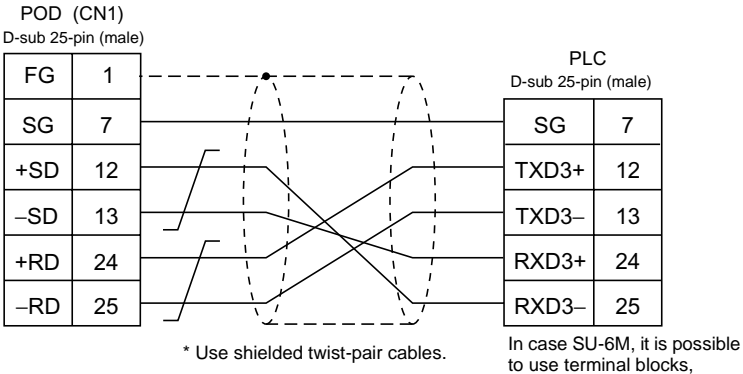 POD (CN1)
D-sub 25-pin (male)
FG 1
SG 7
+SD 12
–SD 13
+RD 24
–RD 25
PLC
D-sub 25-pin (male)
SG 7
TXD3+ 12
TXD3– 13
RXD3+ 24
RXD3– 25
* Use shielded twist-pair cables.
In case SU-6M, it is possible
to use terminal blocks,